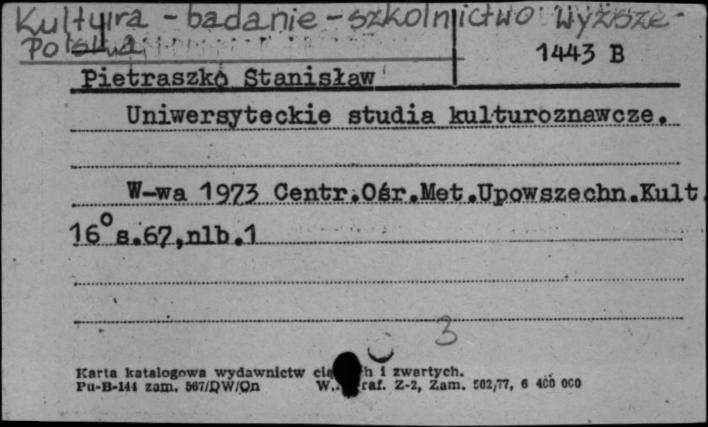 Kultura - badanie - szkolnictwo wyższe -
Polska
1443 B
Pietraszko Stanisław
Uniwersyteckie studia kulturoznawcze.
W-wa 1973 Centr.Ośr.Met.Upowszechn.Kult.
16° s.67,nlb.1
3
Karta katalogowa wydawnictw i zwartych.
Pu-B-144 zam. 567/DW/On Z-2, Zam. 502/77, 6 400 000